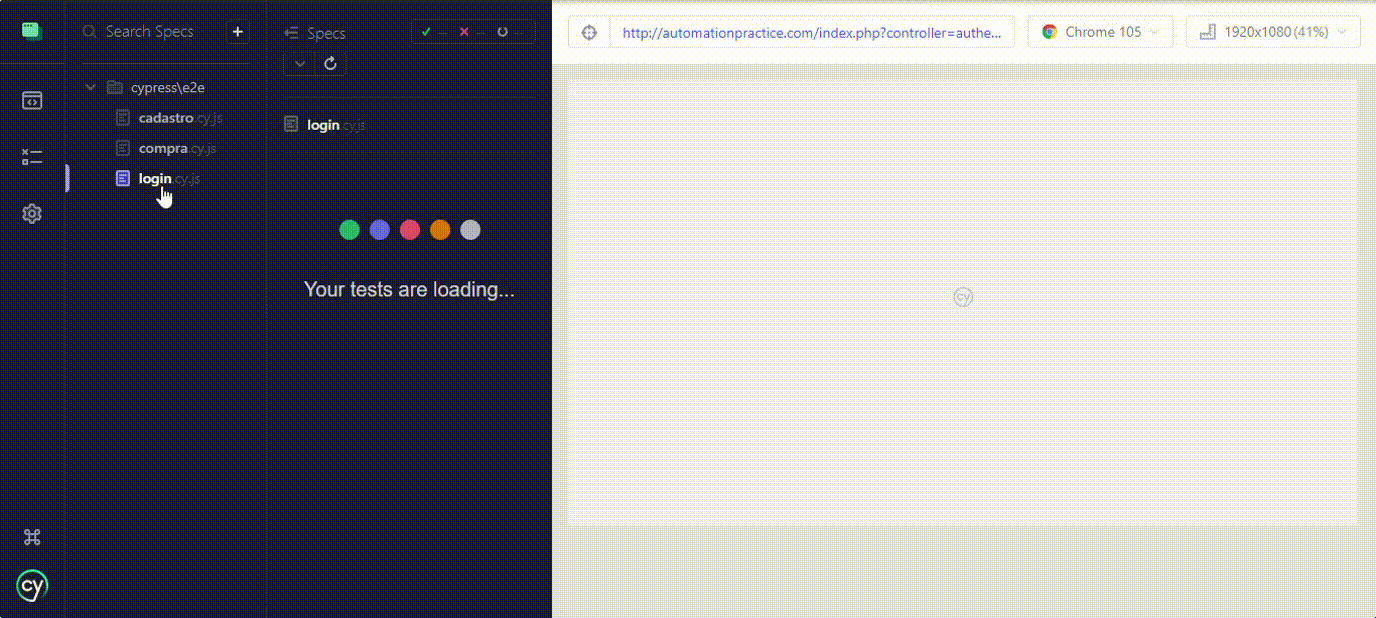 Search Specs
+
cypress\e2e
cadastro.cy.js
compra.cy.js
login.cy.js
cy
Specs
-- -- --
login.cy.js
Your tests are loading...
http://automationpractice.com/index.php?controller=authe...
Chrome 105
1920x1080 (41%)
cy